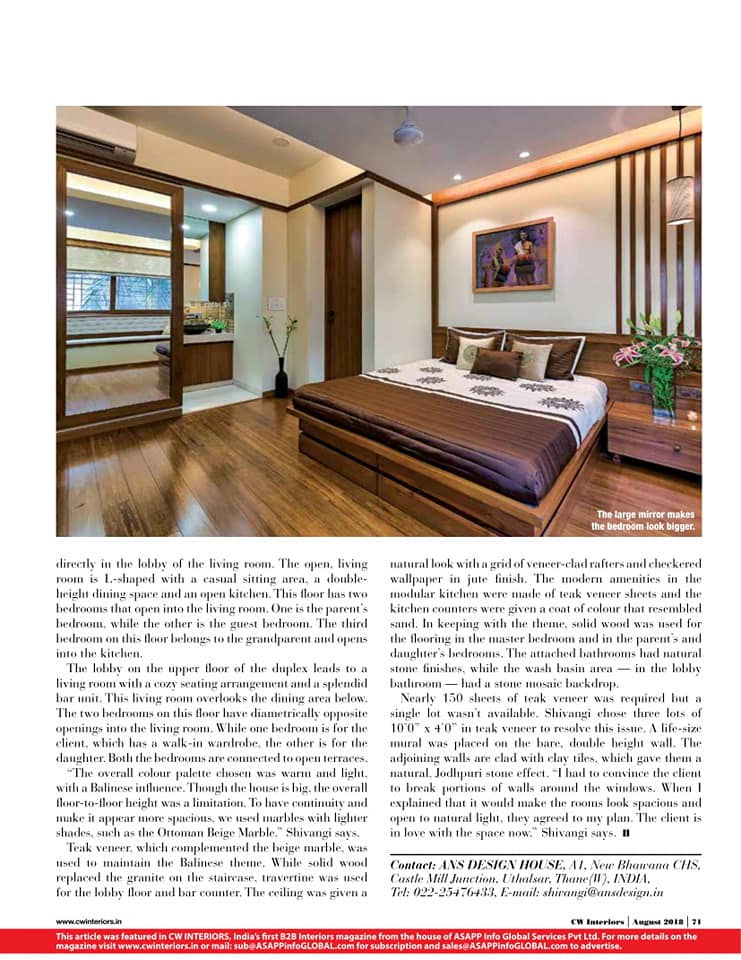 The large mirror makes
the bedroom look bigger.
directly in the lobby of the living room. The open, living
room is L-shaped with a casual sitting area, a double-
height dining space and an open kitchen. This floor has two
bedrooms that open into the living room. One is the parent's
bedroom, while the other is the guest bedroom. The third
bedroom on this floor belongs to the grandparent and opens
into the kitchen.
The lobby on the upper floor of the duplex leads to a
living room with a cozy seating arrangement and a splendid
bar unit. This living room overlooks the dining area below.
The two bedrooms on this floor have diametrically opposite
openings into the living room. While one bedroom is for the
client, which has a walk-in wardrobe, the other is for the
daughter. Both the bedrooms are connected to open terraces.
"The overall colour palette chosen was warm and light,
with a Balinese influence. Though the house is big, the overall
floor-to-floor height was a limitation. To have continuity and
make it appear more spacious, we used marbles with lighter
shades, such as the Ottoman Beige Marble," Shivangi says.
Teak veneer, which complemented the beige marble, was
used to maintain the Balinese theme. While solid wood
replaced the granite on the staircase, travertine was used
for the lobby floor and bar counter. The ceiling was given a
natural look with a grid of veneer-clad rafters and checkered
wallpaper in jute finish. The modern amenities in the
modular kitchen were made of teak veneer sheets and the
kitchen counters were given a coat of colour that resembled
sand. In keeping with the theme, solid wood was used for
the flooring in the master bedroom and in the parent's and
daughter's bedrooms. The attached bathrooms had natural
stone finishes, while the wash basin area — in the lobby
bathroom — had a stone mosaic backdrop.
Nearly 150 sheets of teak veneer was required but a
single lot wasn't available. Shivangi chose three lots of
10'0" x 4'0" in teak veneer to resolve this issue. A life-size
mural was placed on the bare, double height wall. The
adjoining walls are clad with clay tiles, which gave them a
natural, Jodhpuri stone effect. "I had to convince the client
to break portions of walls around the windows. When I
explained that it would make the rooms look spacious and
open to natural light, they agreed to my plan. The client is
in love with the space now," Shivangi says.
Contact: ANS DESIGN HOUSE, A1, New Bhawana CHS,
Castle Mill Junction, Uthalsar, Thane(W), INDIA,
Tel: 022-25476433, E-mail: shivangi@ansdesign.in
www.cwinteriors.in
CW Interiors | August 2018 | 71
This article was featured in CW INTERIORS, India's first B2B Interiors magazine from the house of ASAPP Info Global Services Pvt Ltd. For more details on the
magazine visit www.cwinteriors.in or mail: sub@ASAPPinfoGLOBAL.com for subscription and sales@ASAPPinfoGLOBAL.com to advertise.